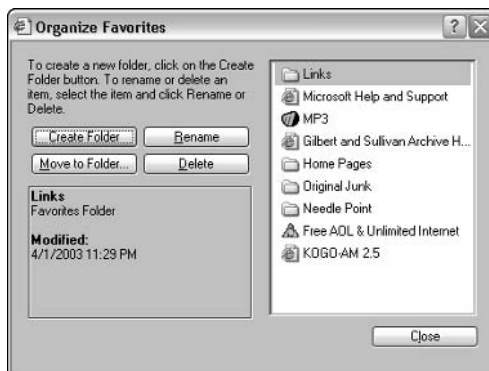 Organize Favorites
To create a new folder, click on the Create
Folder button. To rename or delete an
item, select the item and click Rename or
Delete.
Create Folder
Rename
Move to Folder...
Delete
Links
Favorites Folder
Modified:
4/1/2003 11:29 PM
Links
Microsoft Help and Support
MP3
Gilbert and Sullivan Archive H...
Home Pages
Original Junk
Needle Point
Free AOL & Unlimited Internet
KOGO-AM 2.5
Close